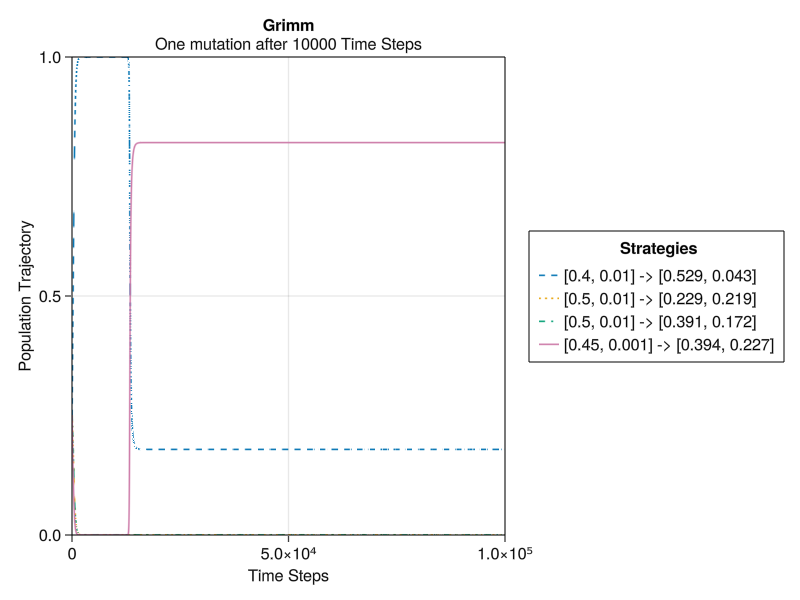 Grimm
One mutation after 10000 Time Steps
1.0
0.5
0.0
Population Trajectory
0
5.0×10⁴
1.0×10⁵
Time Steps
Strategies
[0.4, 0.01] -> [0.529, 0.043]
[0.5, 0.01] -> [0.229, 0.219]
[0.5, 0.01] -> [0.391, 0.172]
[0.45, 0.001] -> [0.394, 0.227]